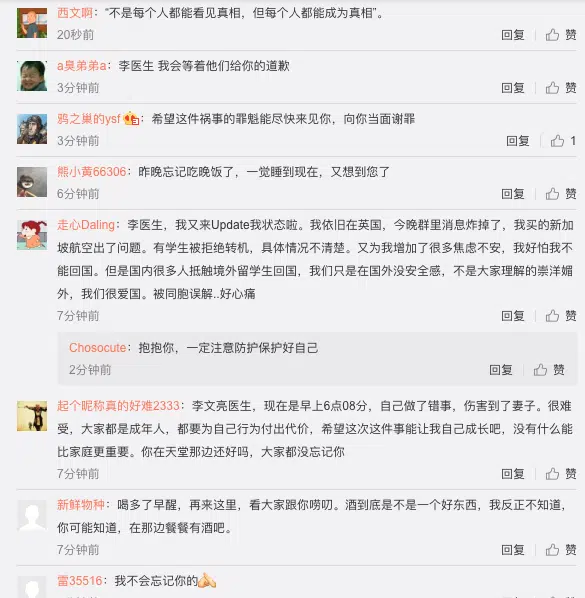 西文啊：“不是每个人都能看见真相，但每个人都能成为真相”。
20秒前
回复 赞
a臭弟弟a：李医生 我会等着他们给你的道歉
3分钟前
回复 赞
鸦之巢的ysf：希望这件祸事的罪魁能尽快来见你，向你当面谢罪
3分钟前
回复 1
熊小黄66306：昨晚忘记吃晚饭了，一觉睡到现在，又想到您了
6分钟前
回复 赞
走心Daling：李医生，我又来Update我状态啦。我依旧在英国，今晚群里消息炸掉了，我买的新加
坡航空出了问题。有学生被拒绝转机，具体情况不清楚。又为我增加了很多焦虑不安，我好怕我不
能回国。但是国内很多人抵触境外留学生回国，我们只是在国外没安全感，不是大家理解的崇洋媚
外，我们很爱国。被同胞误解..好心痛
7分钟前
回复 赞
Chosocute：抱抱你，一定注意防护保护好自己
2分钟前
回复 赞
起个昵称真的好难2333：李文亮医生，现在是早上6点08分，自己做了错事，伤害到了妻子。很难
受，大家都是成年人，都要为自己行为付出代价，希望这次这件事能让我自己成长吧，没有什么能
比家庭更重要。你在天堂那边还好吗，大家都没忘记你
7分钟前
回复 赞
新鲜物种：喝多了早醒，再来这里，看大家跟你唠叨。酒到底是不是一个好东西，我反正不知道，
你可能知道，在那边餐餐有酒吧。
7分钟前
回复 赞
雷35516：我不会忘记你的